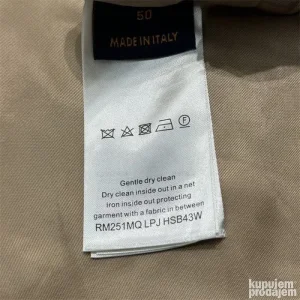 50
MADE IN ITALY
F
Gentle dry clean
Dry clean inside out in a net
Iron inside out protecting
garment with a fabric in between
RM251MQ LPJ HSB43W
kupujem
prodajem